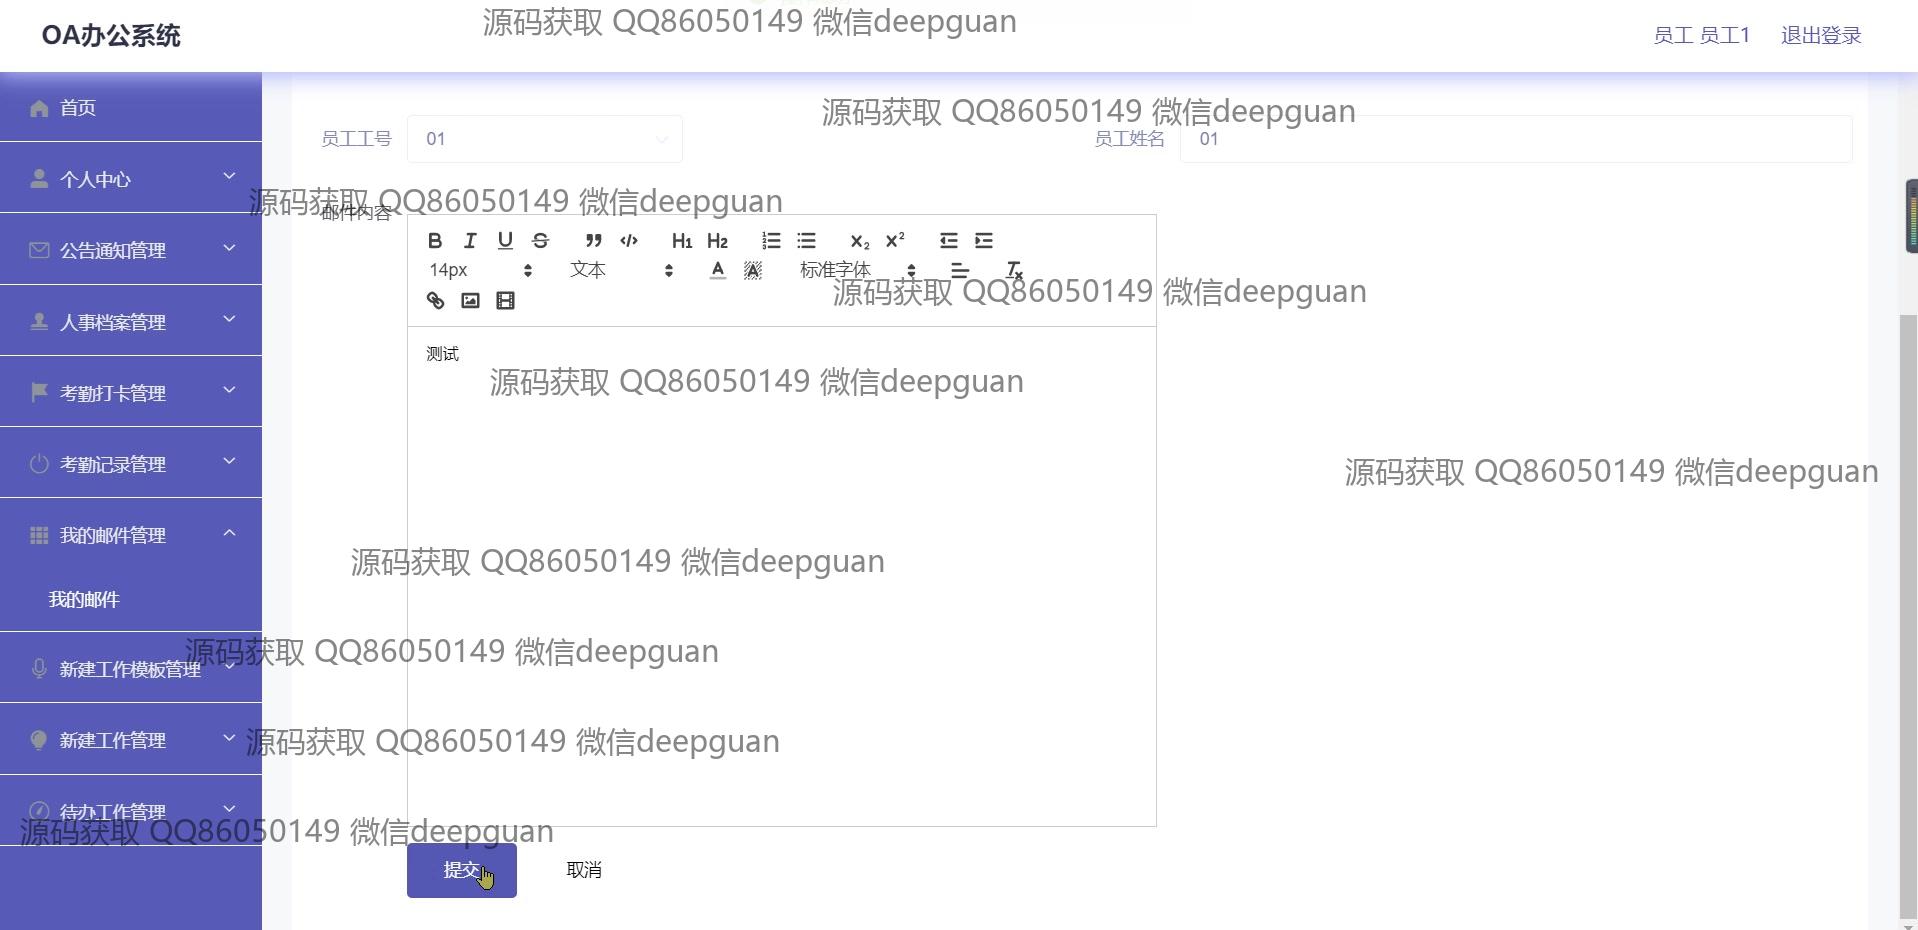 源码获取 QQ86050149 微信deepguan
OA办公系统
员工 员工1
退出登录
首页
个人中心
公告通知管理
人事档案管理
考勤打卡管理
考勤记录管理
我的邮件管理
我的邮件
新建工作模板管理
新建工作管理
待办工作管理
源码获取 QQ86050149 微信deepguan
员工工号 01
员工姓名 01
源码获取 QQ86050149 微信deepguan
邮件内容
B I U S H1 H2 X2 X2
14px 文本 A A 标准字体 Tx
源码获取 QQ86050149 微信deepguan
测试
源码获取 QQ86050149 微信deepguan
源码获取 QQ86050149 微信deepguan
源码获取 QQ86050149 微信deepguan
源码获取 QQ86050149 微信deepguan
源码获取 QQ86050149 微信deepguan
源码获取 QQ86050149 微信deepguan
提交 取消